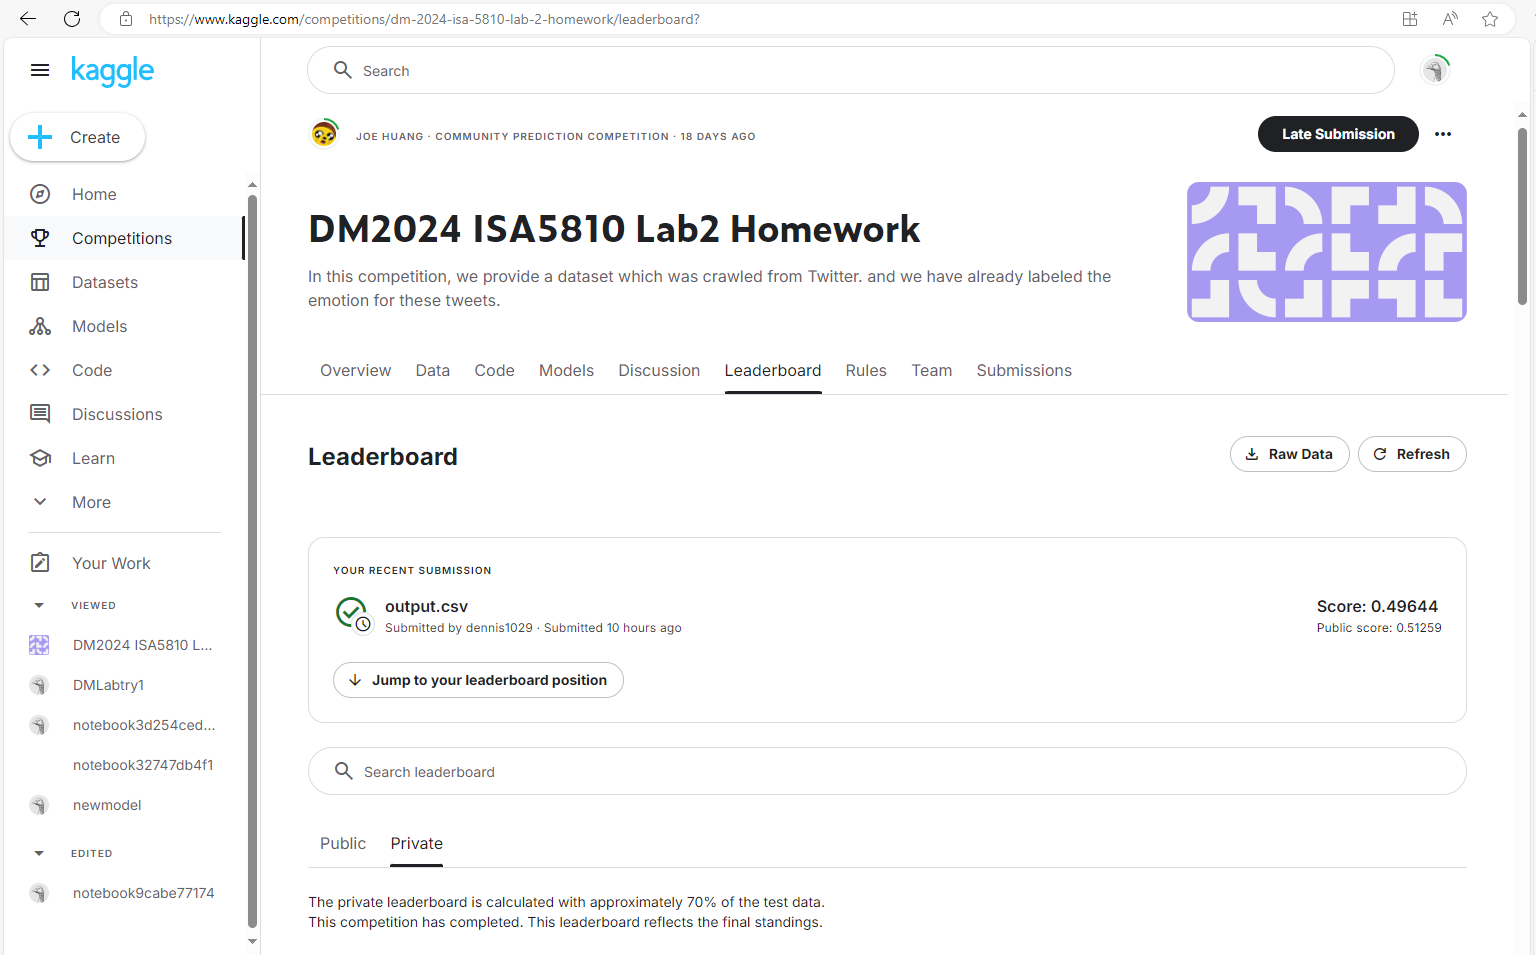 https://www.kaggle.com/competitions/dm-2024-isa-5810-lab-2-homework/leaderboard?
kaggle
Search
Create
Home
Competitions
Datasets
Models
Code
Discussions
Learn
More
Your Work
VIEWED
DM2024 ISA5810 L...
DMLabtry1
notebook3d254ced...
notebook32747db4f1
newmodel
EDITED
notebook9cabe77174
JOE HUANG · COMMUNITY PREDICTION COMPETITION · 18 DAYS AGO
Late Submission
DM2024 ISA5810 Lab2 Homework
In this competition, we provide a dataset which was crawled from Twitter. and we have already labeled the
emotion for these tweets.
Overview Data Code Models Discussion Leaderboard Rules Team Submissions
Leaderboard
Raw Data
Refresh
YOUR RECENT SUBMISSION
output.csv
Submitted by dennis1029 · Submitted 10 hours ago
Score: 0.49644
Public score: 0.51259
Jump to your leaderboard position
Search leaderboard
Public Private
The private leaderboard is calculated with approximately 70% of the test data.
This competition has completed. This leaderboard reflects the final standings.